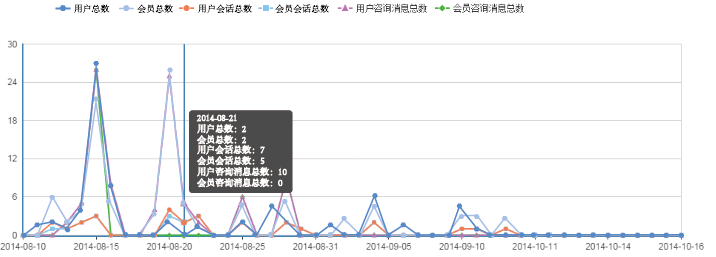 用户总数 会员总数 用户会话总数 会员会话总数 用户咨询消息总数 会员咨询消息总数
30
24
18
12
6
0
2014-08-21
用户总数: 2
会员总数: 2
用户会话总数: 7
会员会话总数: 5
用户咨询消息总数: 10
会员咨询消息总数: 0
2014-08-10 2014-08-15 2014-08-20 2014-08-25 2014-08-31 2014-09-05 2014-09-10 2014-10-11 2014-10-14 2014-10-16